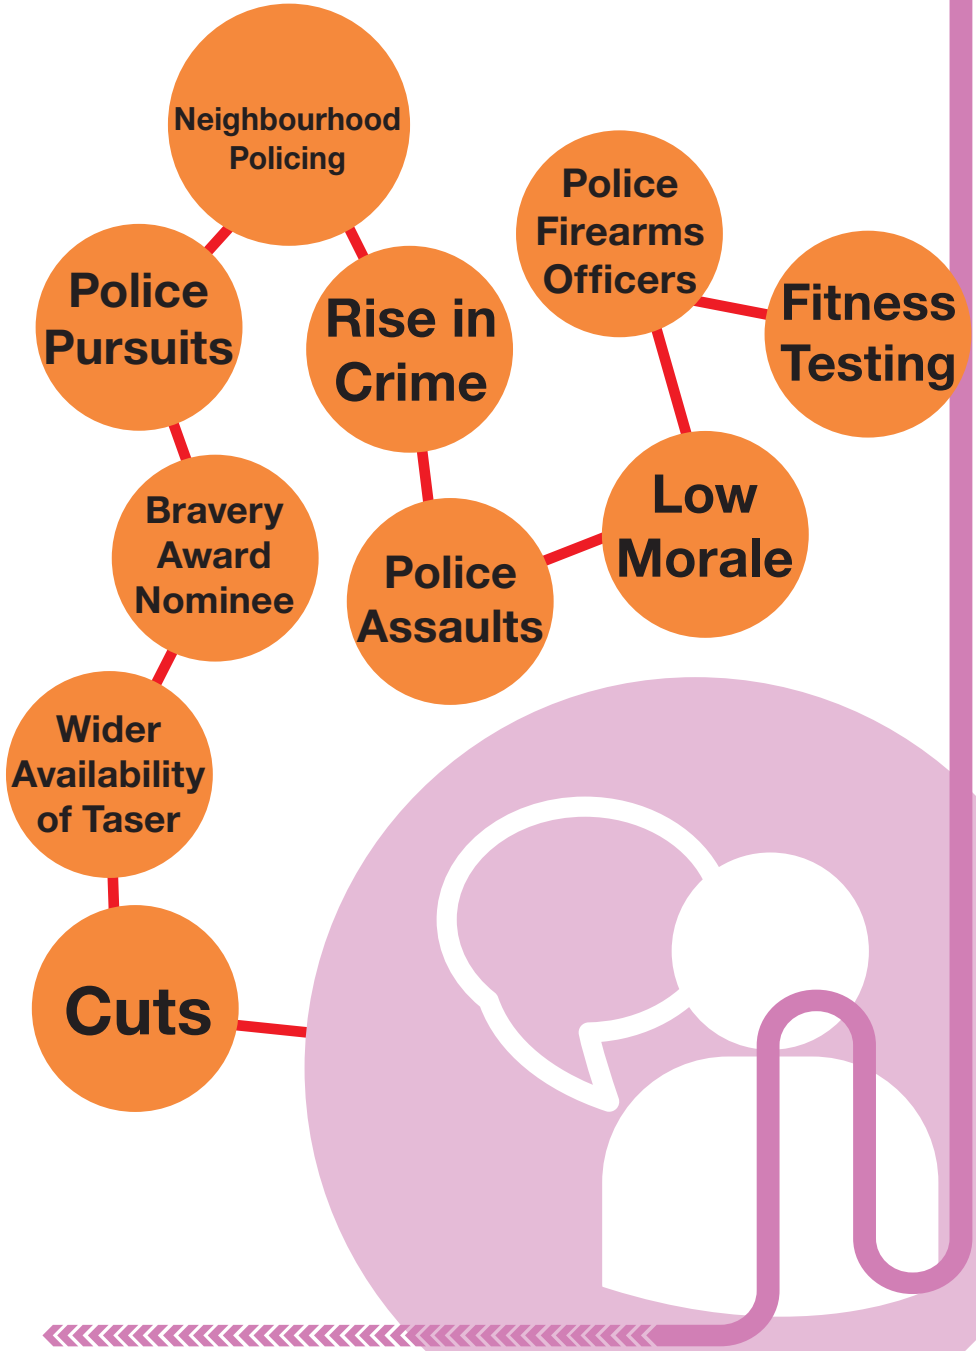 Neighbourhood
Policing
Police
Firearms
Officers
Police
Pursuits
Rise in
Crime
Fitness
Testing
Bravery
Award
Nominee
Low
Morale
Police
Assaults
Wider
Availability
of Taser
Cuts